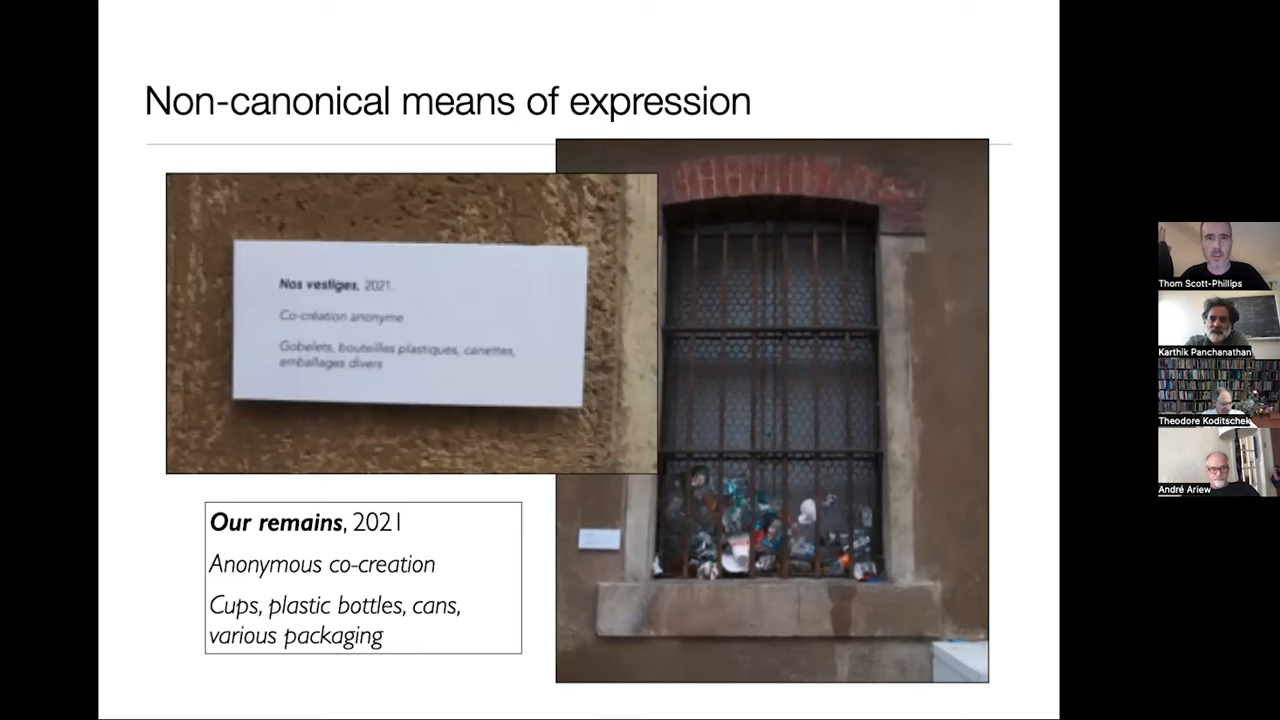 Non-canonical means of expression
Nos vestiges, 2021.
Co-création anonyme
Gobelets, bouteilles plastiques, canettes,
emballages divers
Our remains, 2021
Anonymous co-creation
Cups, plastic bottles, cans,
various packaging
Thom Scott-Phillips
Karthik Panchanathan
Theodore Koditschek
André Ariew